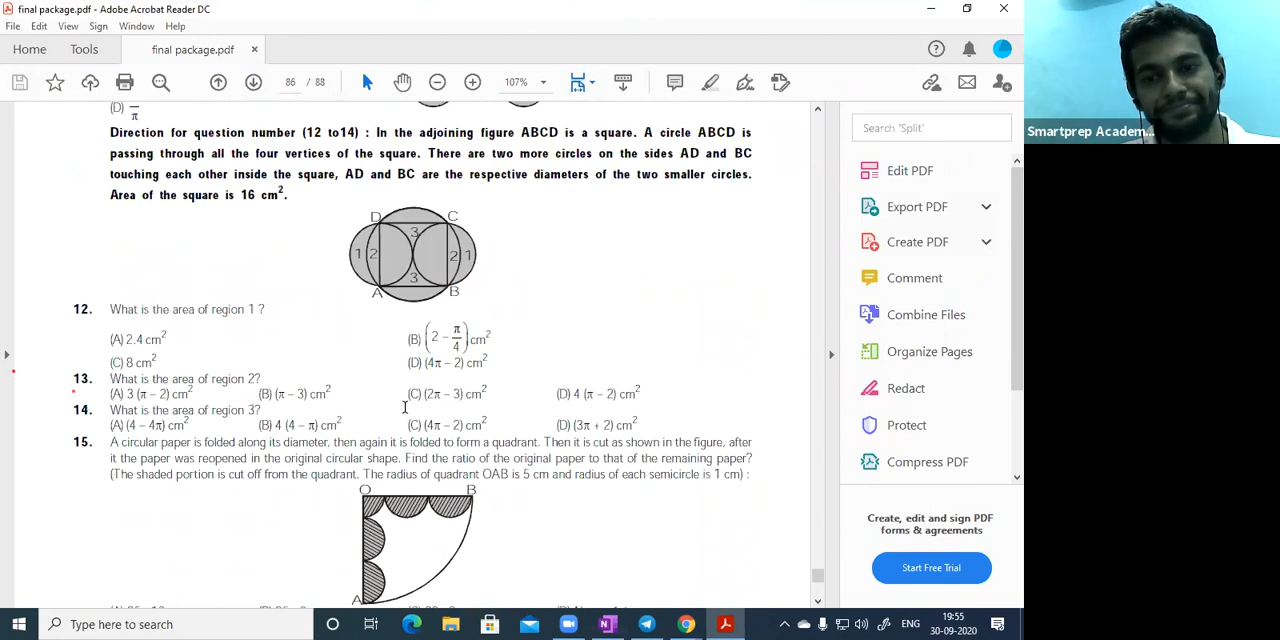 final package.pdf - Adobe Acrobat Reader DC
File Edit View Sign Window Help
Home Tools final package.pdf ×
86 / 88 107%
(D) π
Direction for question number (12 to14) : In the adjoining figure ABCD is a square. A circle ABCD is
passing through all the four vertices of the square. There are two more circles on the sides AD and BC
touching each other inside the square, AD and BC are the respective diameters of the two smaller circles.
Area of the square is 16 cm².
D C
3
1 2 2 1
3
A B
12. What is the area of region 1 ?
(A) 2.4 cm² (B) (2 − π/4) cm²
(C) 8 cm² (D) (4π − 2) cm²
13. What is the area of region 2?
(A) 3 (π − 2) cm² (B) (π − 3) cm² (C) (2π − 3) cm² (D) 4 (π − 2) cm²
14. What is the area of region 3?
(A) (4 − 4π) cm² (B) 4 (4 − π) cm² (C) (4π − 2) cm² (D) (3π + 2) cm²
15. A circular paper is folded along its diameter, then again it is folded to form a quadrant. Then it is cut as shown in the figure, after
it the paper was reopened in the original circular shape. Find the ratio of the original paper to that of the remaining paper?
(The shaded portion is cut off from the quadrant. The radius of quadrant OAB is 5 cm and radius of each semicircle is 1 cm) :
O B
A
Search 'Split'
Edit PDF
Export PDF
Create PDF
Comment
Combine Files
Organize Pages
Redact
Protect
Compress PDF
Create, edit and sign PDF
forms & agreements
Start Free Trial
Smartprep Academ...
Type here to search
ENG
19:55
30-09-2020